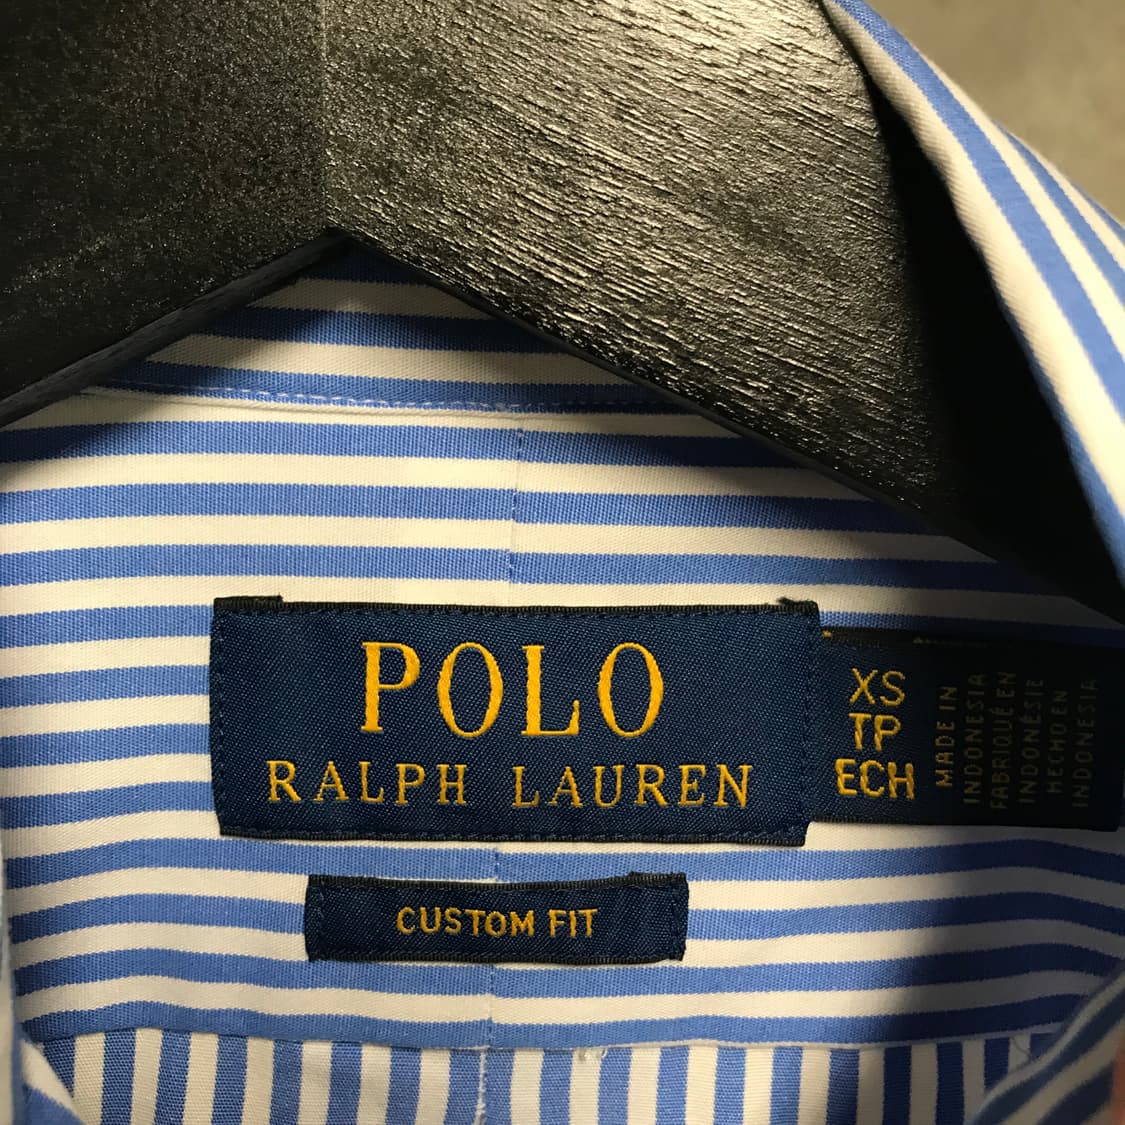 POLO
RALPH LAUREN
XS
TP
ECH
MADE IN
INDONESIA
FABRIQUÉ EN
INDONÉSIE
HECHO EN
INDONESIA
CUSTOM FIT